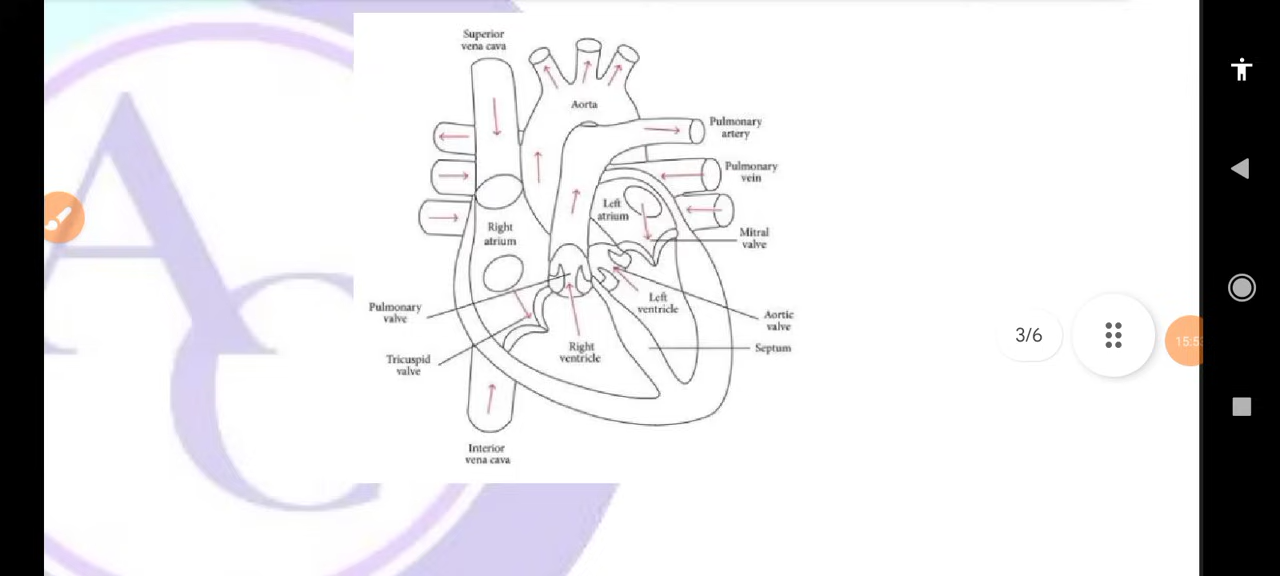 Superior
vena cava
Aorta
Pulmonary
artery
Pulmonary
vein
Left
atrium
Right
atrium
Mitral
valve
Left
ventricle
Pulmonary
valve
Aortic
valve
Right
ventricle
Septum
Tricuspid
valve
Interior
vena cava
3/6
AC